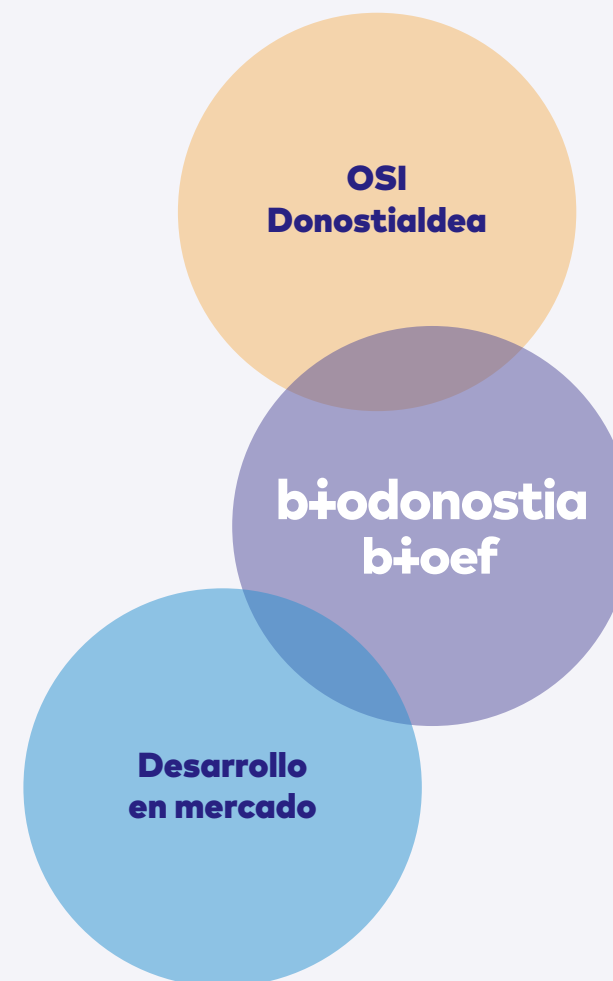 OSI
Donostialdea
biodonostia
bioef
Desarrollo
en mercado